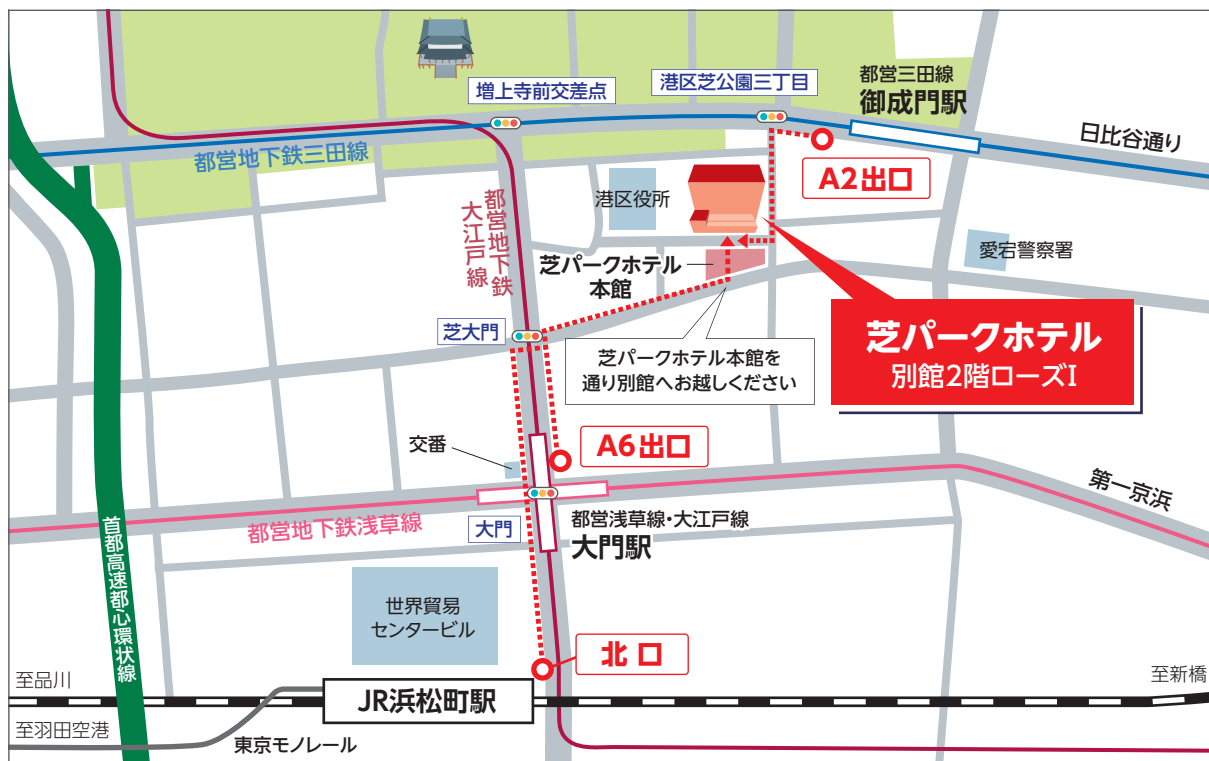 増上寺前交差点
港区芝公園三丁目
都営三田線
御成門駅
日比谷通り
都営地下鉄三田線
A2出口
港区役所
都営地下鉄
大江戸線
愛宕警察署
芝パークホテル
本館
芝パークホテル
別館2階ローズI
芝大門
芝パークホテル本館を
通り別館へお越しください
交番
A6出口
第一京浜
都営地下鉄浅草線
大門
都営浅草線・大江戸線
大門駅
首都高速都心環状線
世界貿易
センタービル
北口
至品川
至新橋
JR浜松町駅
至羽田空港
東京モノレール